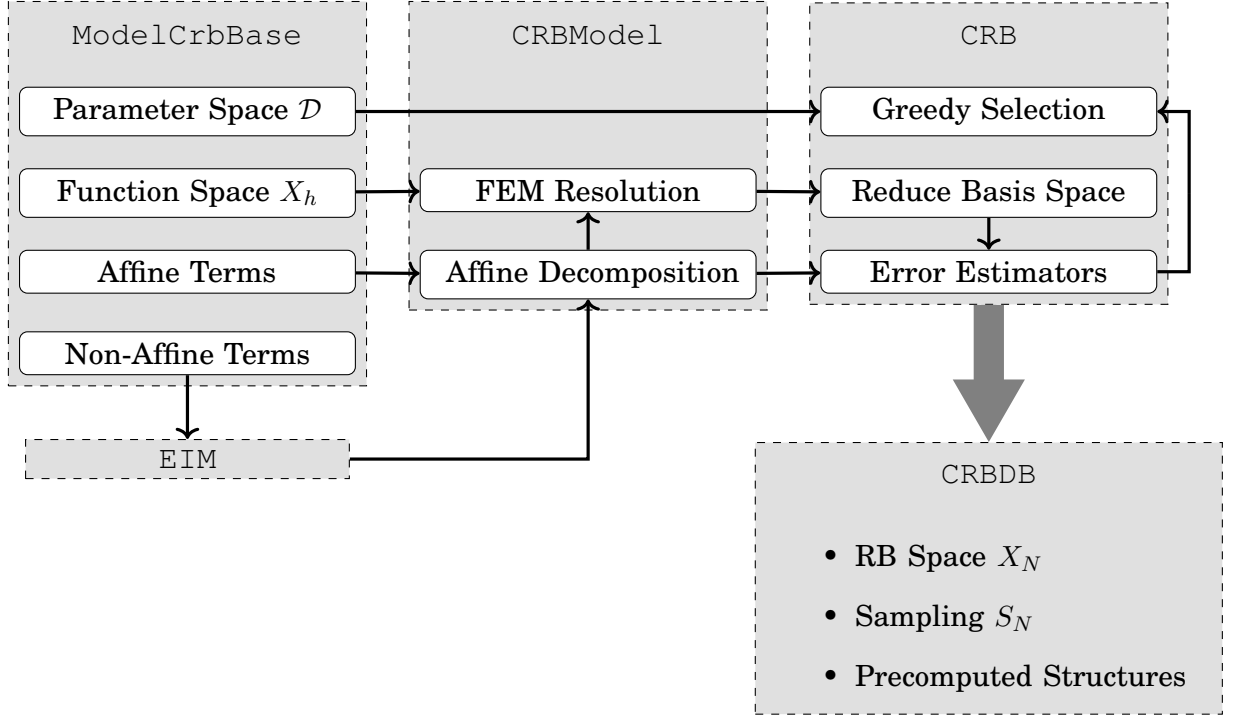 ModelCrbBase
Parameter Space 𝒟
Function Space X_h
Affine Terms
Non-Affine Terms
EIM
CRBModel
FEM Resolution
Affine Decomposition
CRB
Greedy Selection
Reduce Basis Space
Error Estimators
CRBDB
• RB Space X_N
• Sampling S_N
• Precomputed Structures